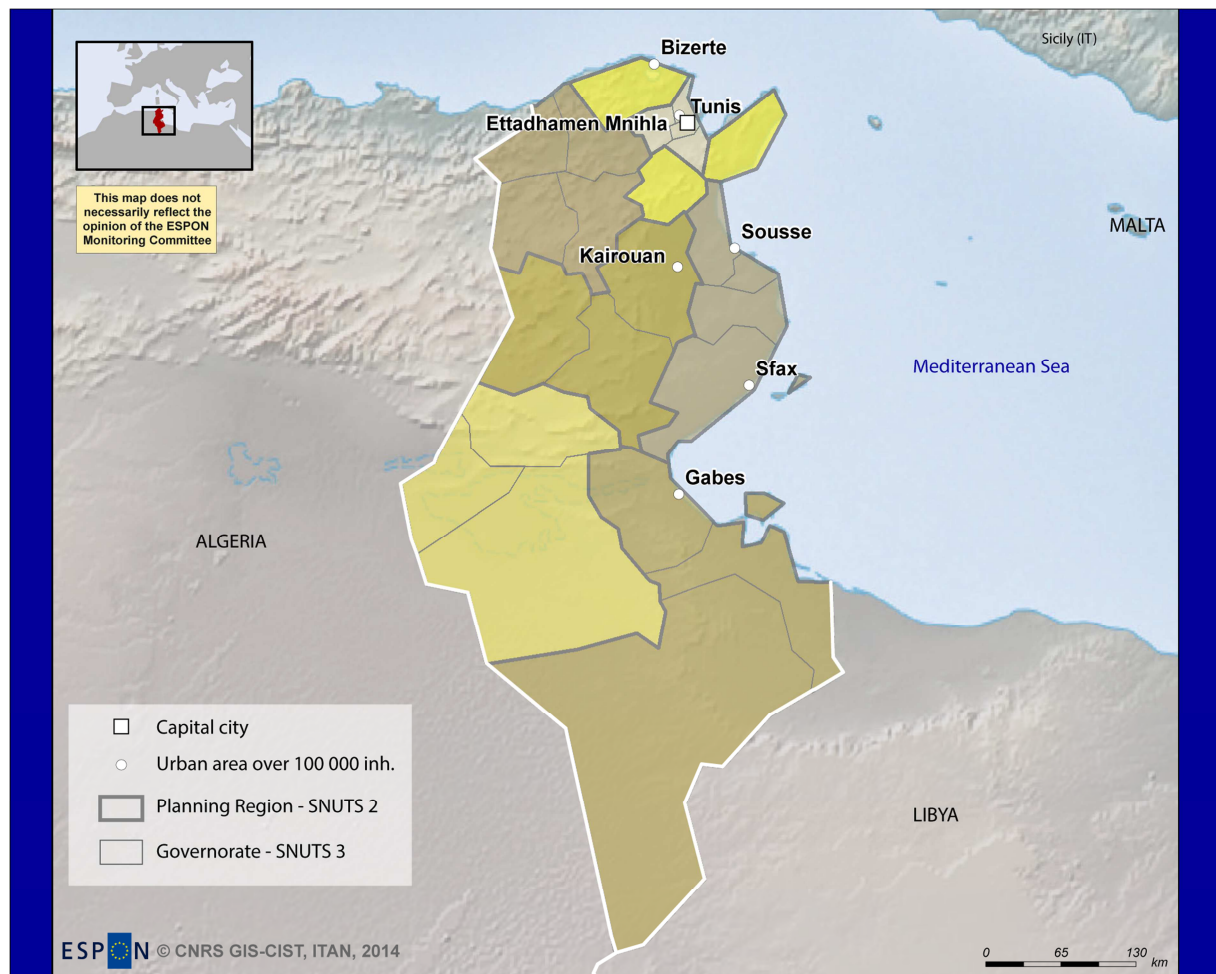 Sicily (IT)
Bizerte
Tunis
Ettadhamen Mnihla
This map does not
necessarily reflect the
opinion of the ESPON
Monitoring Committee
MALTA
Sousse
Kairouan
Mediterranean Sea
Sfax
Gabes
ALGERIA
Capital city
Urban area over 100 000 inh.
Planning Region - SNUTS 2
Governorate - SNUTS 3
LIBYA
ESPON © CNRS GIS-CIST, ITAN, 2014
0 65 130
km